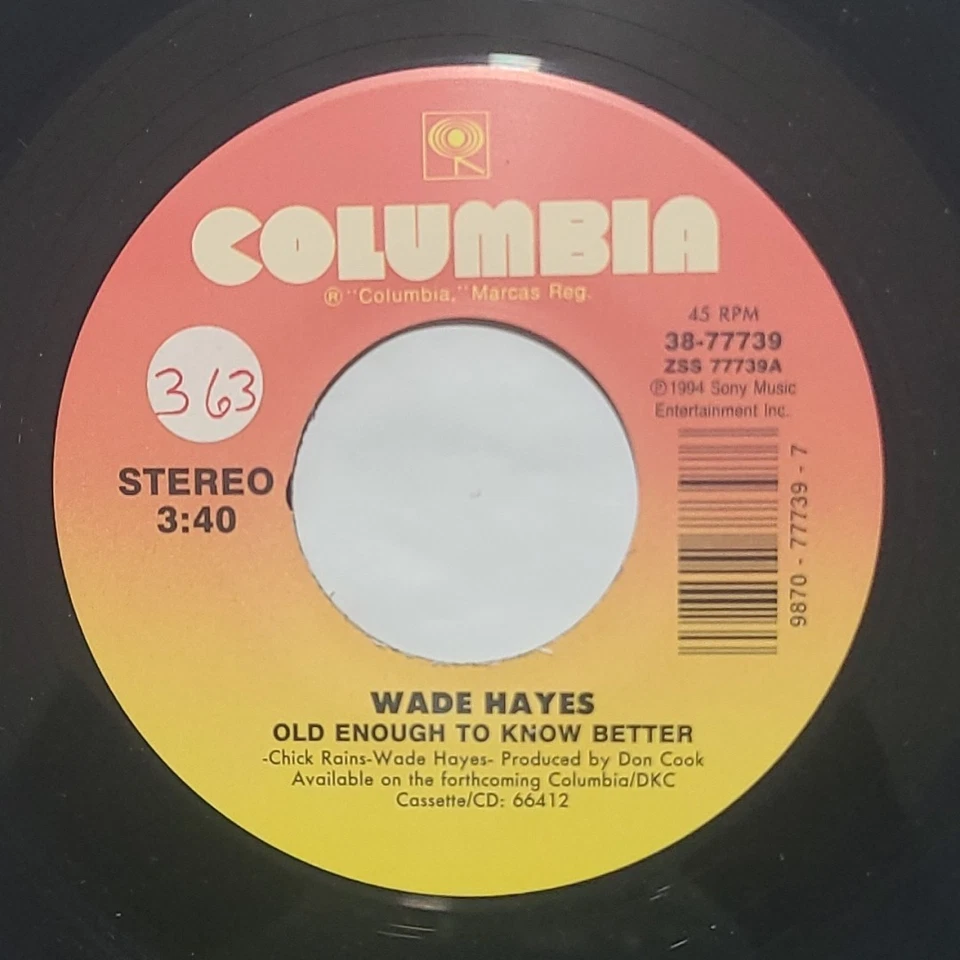 COLUMBIA
® "Columbia," Marcas Reg.
45 RPM
38-77739
ZSS 77739A
℗1994 Sony Music
Entertainment Inc.
363
STEREO
3:40
9870 - 77739 - 7
WADE HAYES
OLD ENOUGH TO KNOW BETTER
-Chick Rains-Wade Hayes- Produced by Don Cook
Available on the forthcoming Columbia/DKC
Cassette/CD: 66412